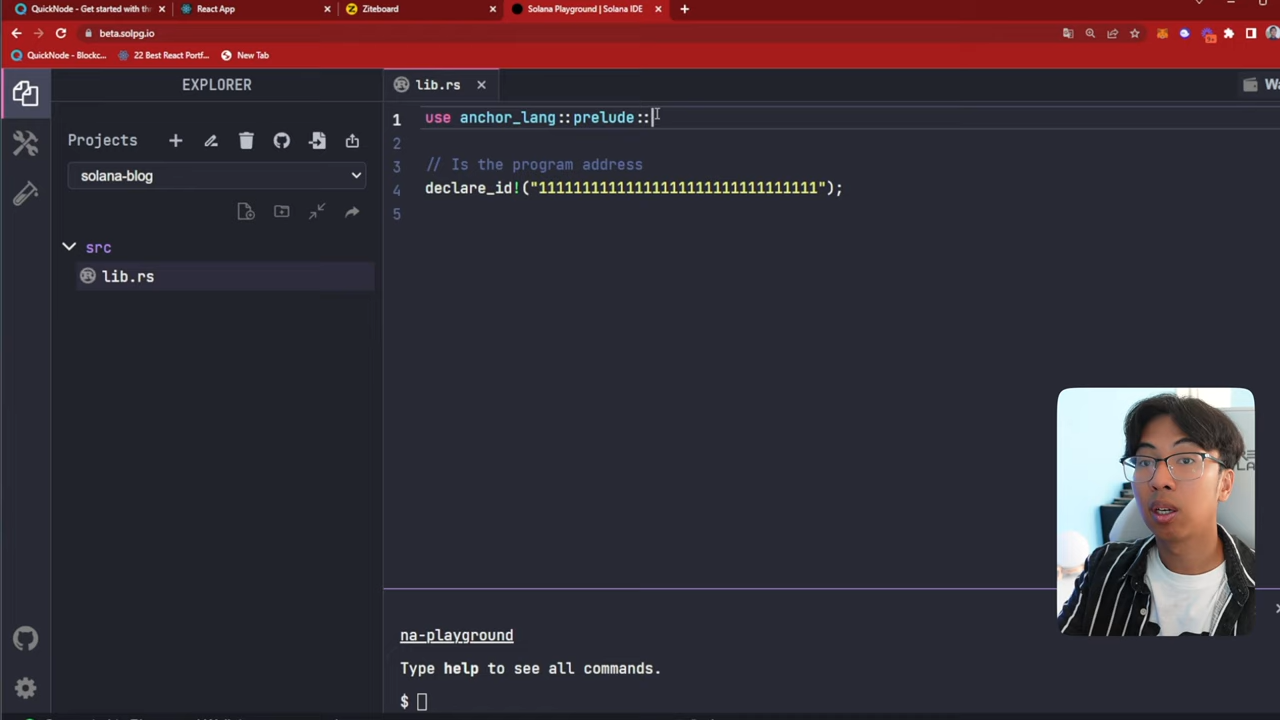 QuickNode - Get started with th
React App
Ziteboard
Solana Playground | Solana IDE
beta.solpg.io
QuickNode - Blockc...
22 Best React Portf...
New Tab
EXPLORER
lib.rs
Projects
solana-blog
src
lib.rs
1 use anchor_lang::prelude::
2
3 // Is the program address
4 declare_id!("11111111111111111111111111111111");
5
na-playground
Type help to see all commands.
$